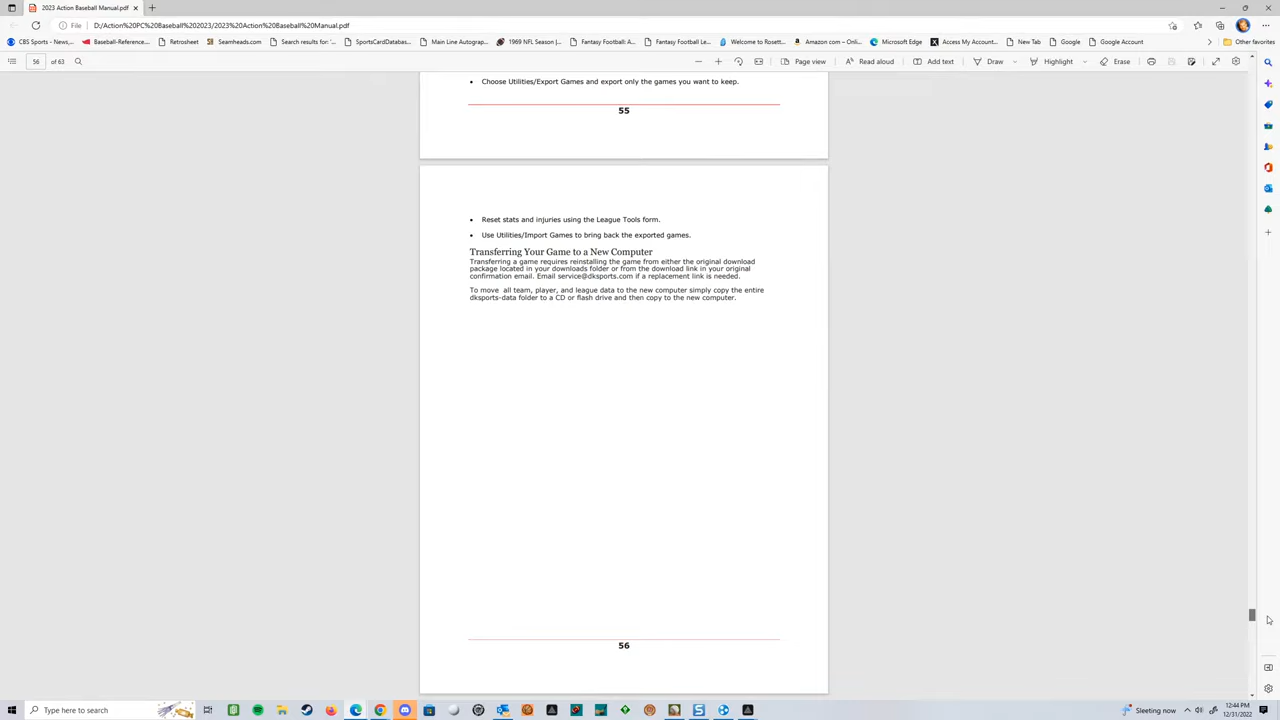 2023 Action Baseball Manual.pdf
File D:/Action%20PC%20Baseball%202023/2023%20Action%20Baseball%20Manual.pdf
CBS Sports - News,... Baseball-Reference.... Retrosheet Seamheads.com Search results for: '... SportsCardDatabas... Main Line Autograp... 1969 NFL Season |... Fantasy Football: A... Fantasy Football Lea... Welcome to Rosett... Amazon com – Onli... Microsoft Edge Access My Account... New Tab Google Google Account Other favorites
56 of 63 Page view Read aloud Add text Draw Highlight Erase
• Choose Utilities/Export Games and export only the games you want to keep.
55
• Reset stats and injuries using the League Tools form.
• Use Utilities/Import Games to bring back the exported games.
Transferring Your Game to a New Computer
Transferring a game requires reinstalling the game from either the original download
package located in your downloads folder or from the download link in your original
confirmation email. Email service@dksports.com if a replacement link is needed.
To move all team, player, and league data to the new computer simply copy the entire
dksports-data folder to a CD or flash drive and then copy to the new computer.
56
Type here to search
Sleeting now
12:44 PM
12/31/2022